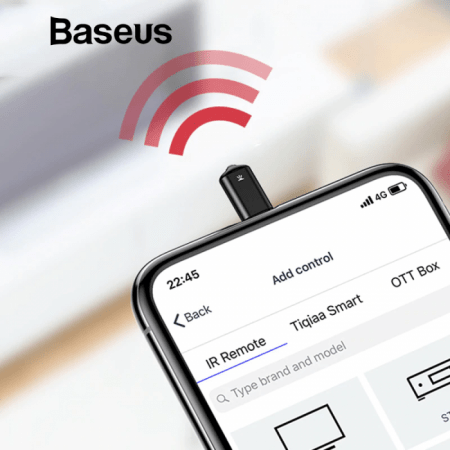 Baseus
4G
22:45
Add control
Back
IR Remote
Tiqiaa Smart
OTT Box
Type brand and model